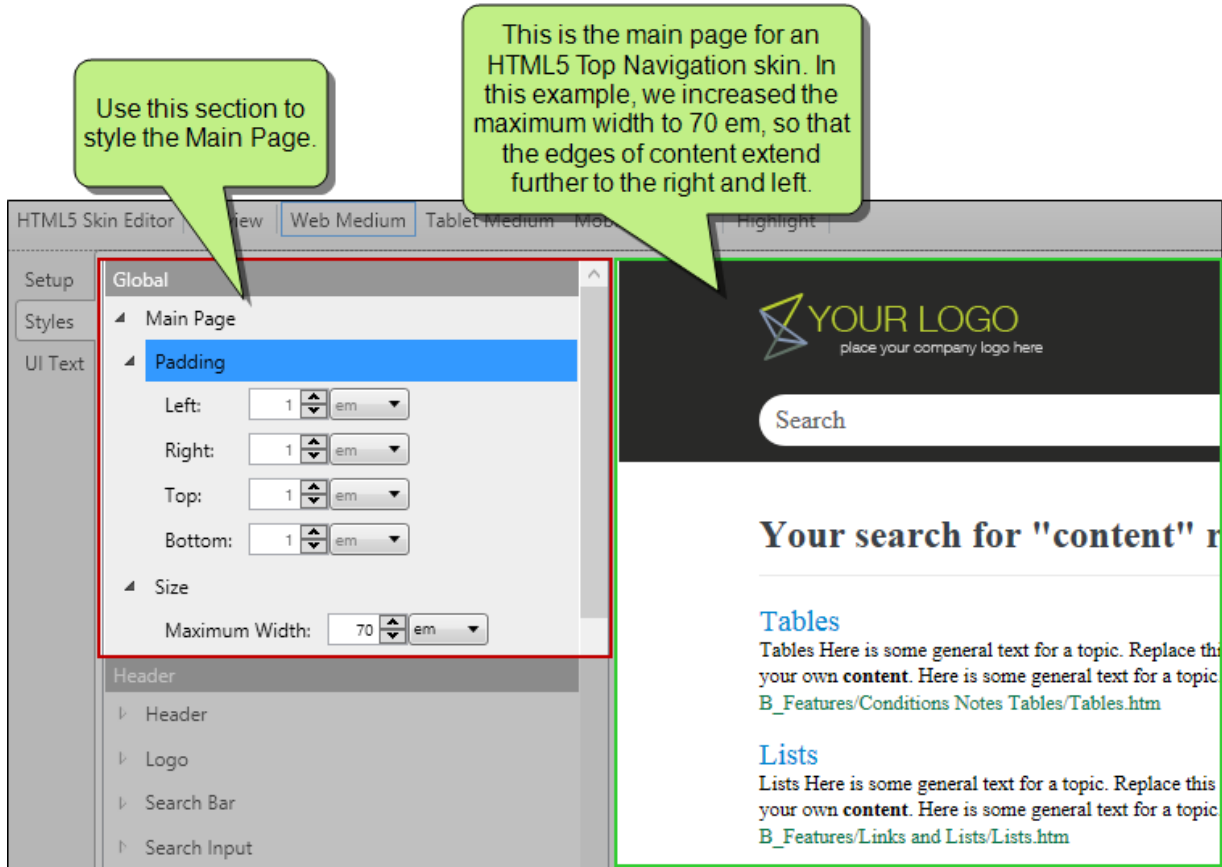 Use this section to
style the Main Page.
This is the main page for an
HTML5 Top Navigation skin. In
this example, we increased the
maximum width to 70 em, so that
the edges of content extend
further to the right and left.
HTML5 Skin Editor Web Medium Tablet Medium Highlight
Setup
Styles
UI Text
Global
Main Page
Padding
Left: 1 em
Right: 1 em
Top: 1 em
Bottom: 1 em
Size
Maximum Width: 70 em
Header
Header
Logo
Search Bar
Search Input
YOUR LOGO
place your company logo here
Search
Your search for "content" r
Tables
Tables Here is some general text for a topic. Replace thi
your own content. Here is some general text for a topic.
B_Features/Conditions Notes Tables/Tables.htm
Lists
Lists Here is some general text for a topic. Replace this
your own content. Here is some general text for a topic.
B_Features/Links and Lists/Lists.htm